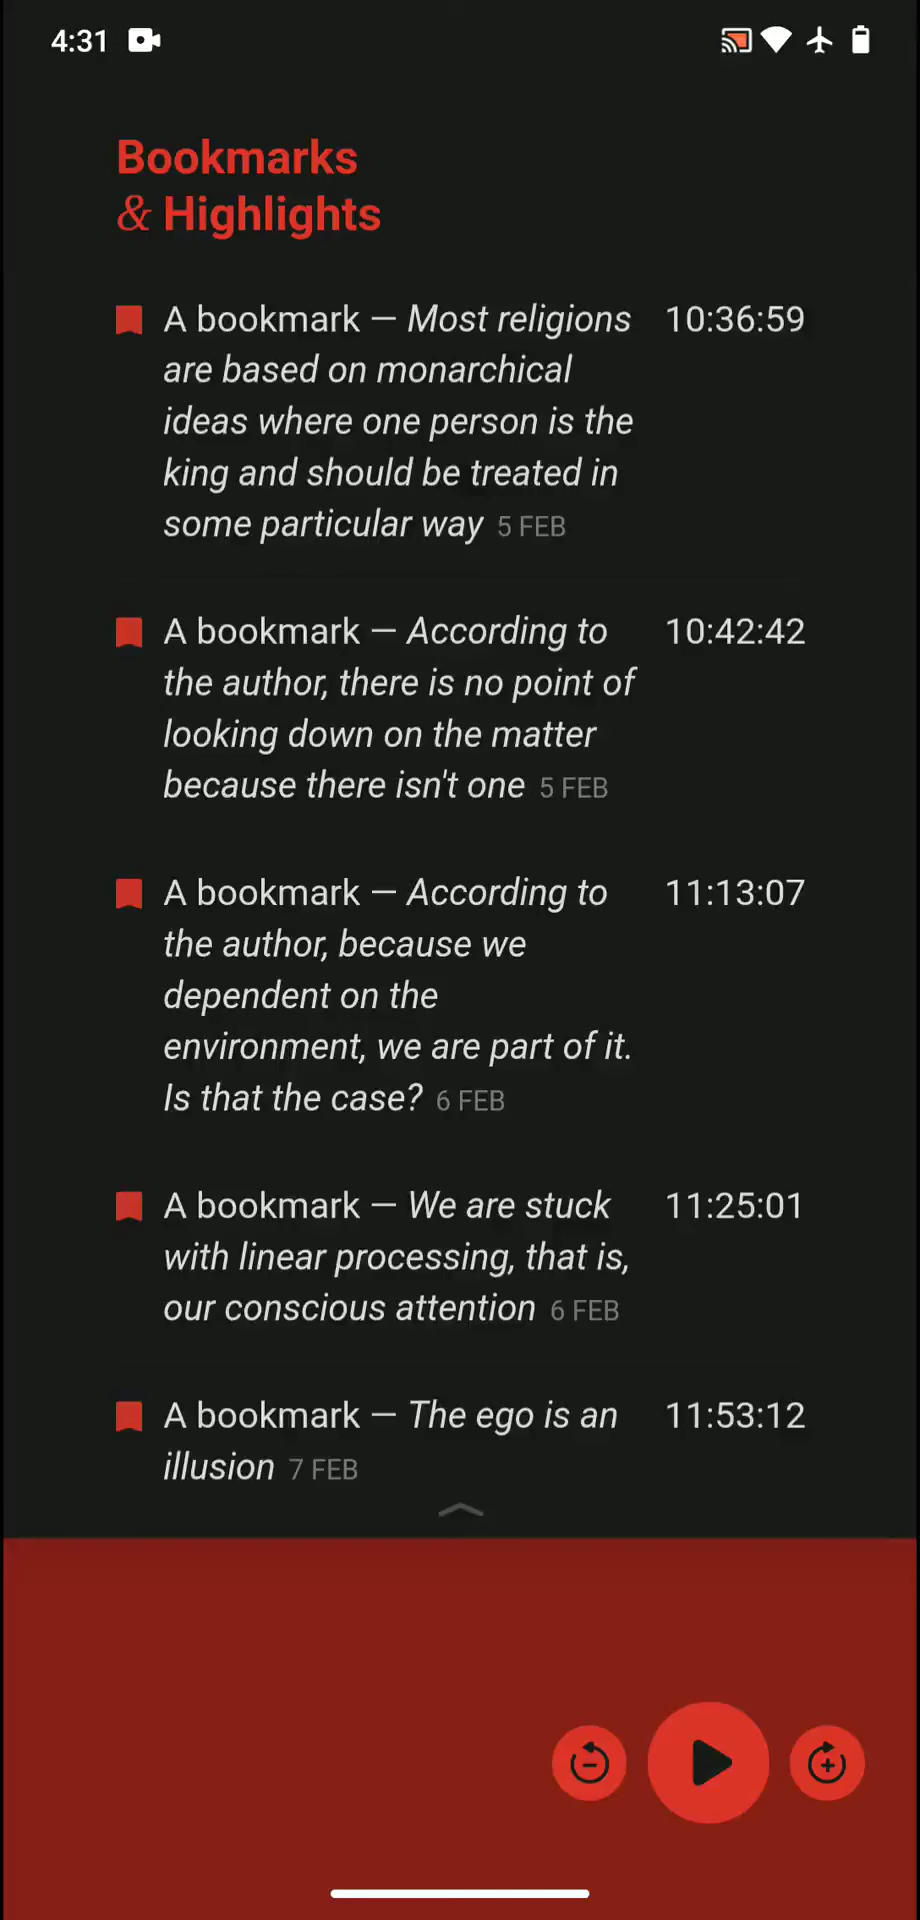 4:31
Bookmarks
& Highlights
A bookmark — Most religions 10:36:59
are based on monarchical
ideas where one person is the
king and should be treated in
some particular way 5 FEB
A bookmark — According to 10:42:42
the author, there is no point of
looking down on the matter
because there isn't one 5 FEB
A bookmark — According to 11:13:07
the author, because we
dependent on the
environment, we are part of it.
Is that the case? 6 FEB
A bookmark — We are stuck 11:25:01
with linear processing, that is,
our conscious attention 6 FEB
A bookmark — The ego is an 11:53:12
illusion 7 FEB